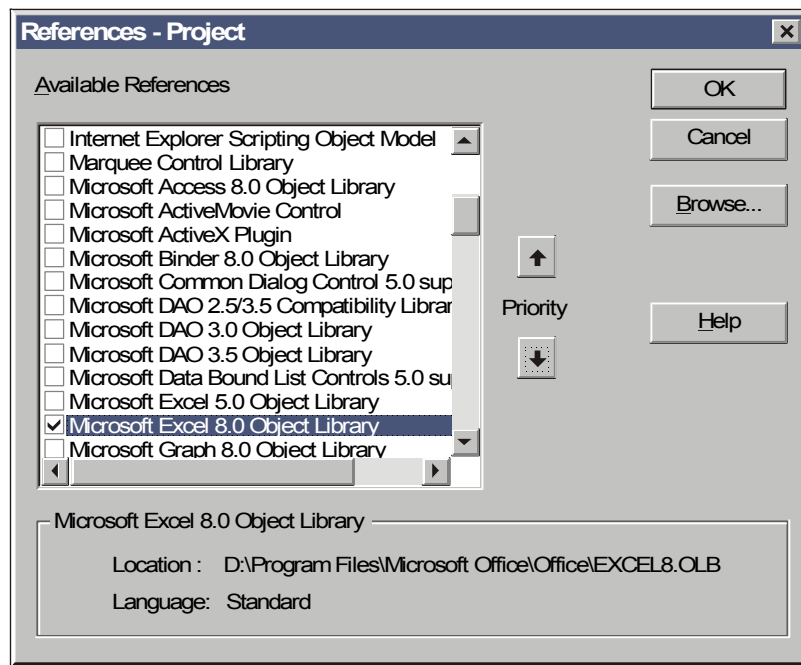 References - Project
Available References
OK
Cancel
Browse...
Help
Internet Explorer Scripting Object Model
Marquee Control Library
Microsoft Access 8.0 Object Library
Microsoft ActiveMovie Control
Microsoft ActiveX Plugin
Microsoft Binder 8.0 Object Library
Microsoft Common Dialog Control 5.0 sup
Microsoft DAO 2.5/3.5 Compatibility Librar
Microsoft DAO 3.0 Object Library
Microsoft DAO 3.5 Object Library
Microsoft Data Bound List Controls 5.0 su
Microsoft Excel 5.0 Object Library
Microsoft Excel 8.0 Object Library
Microsoft Graph 8.0 Object Library
Priority
Microsoft Excel 8.0 Object Library
Location : D:\Program Files\Microsoft Office\Office\EXCEL8.OLB
Language: Standard